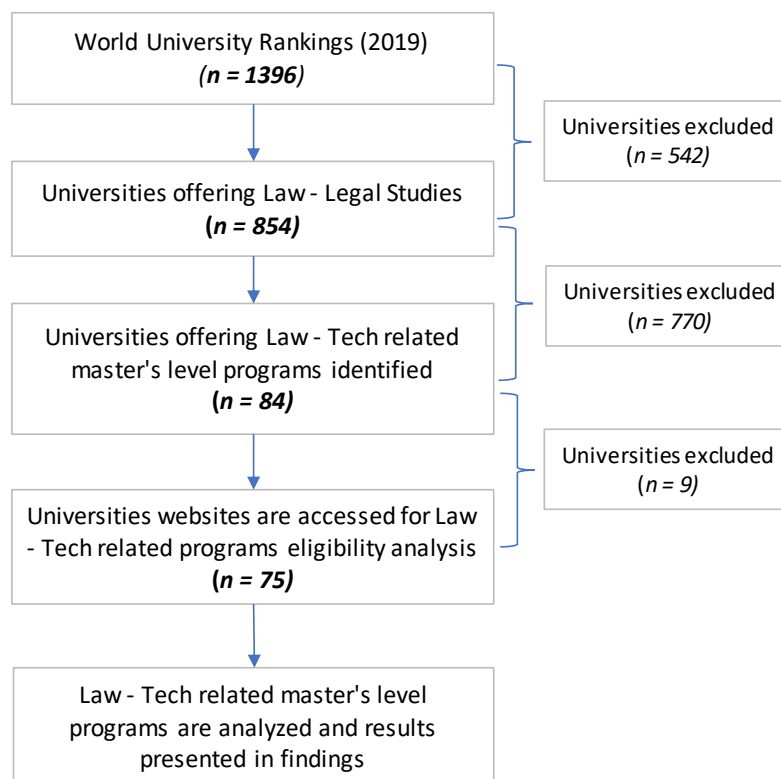 World University Rankings (2019)
(n = 1396)
Universities excluded
(n = 542)
Universities offering Law - Legal Studies
(n = 854)
Universities excluded
(n = 770)
Universities offering Law - Tech related
master's level programs identified
(n = 84)
Universities excluded
(n = 9)
Universities websites are accessed for Law
- Tech related programs eligibility analysis
(n = 75)
Law - Tech related master's level
programs are analyzed and results
presented in findings